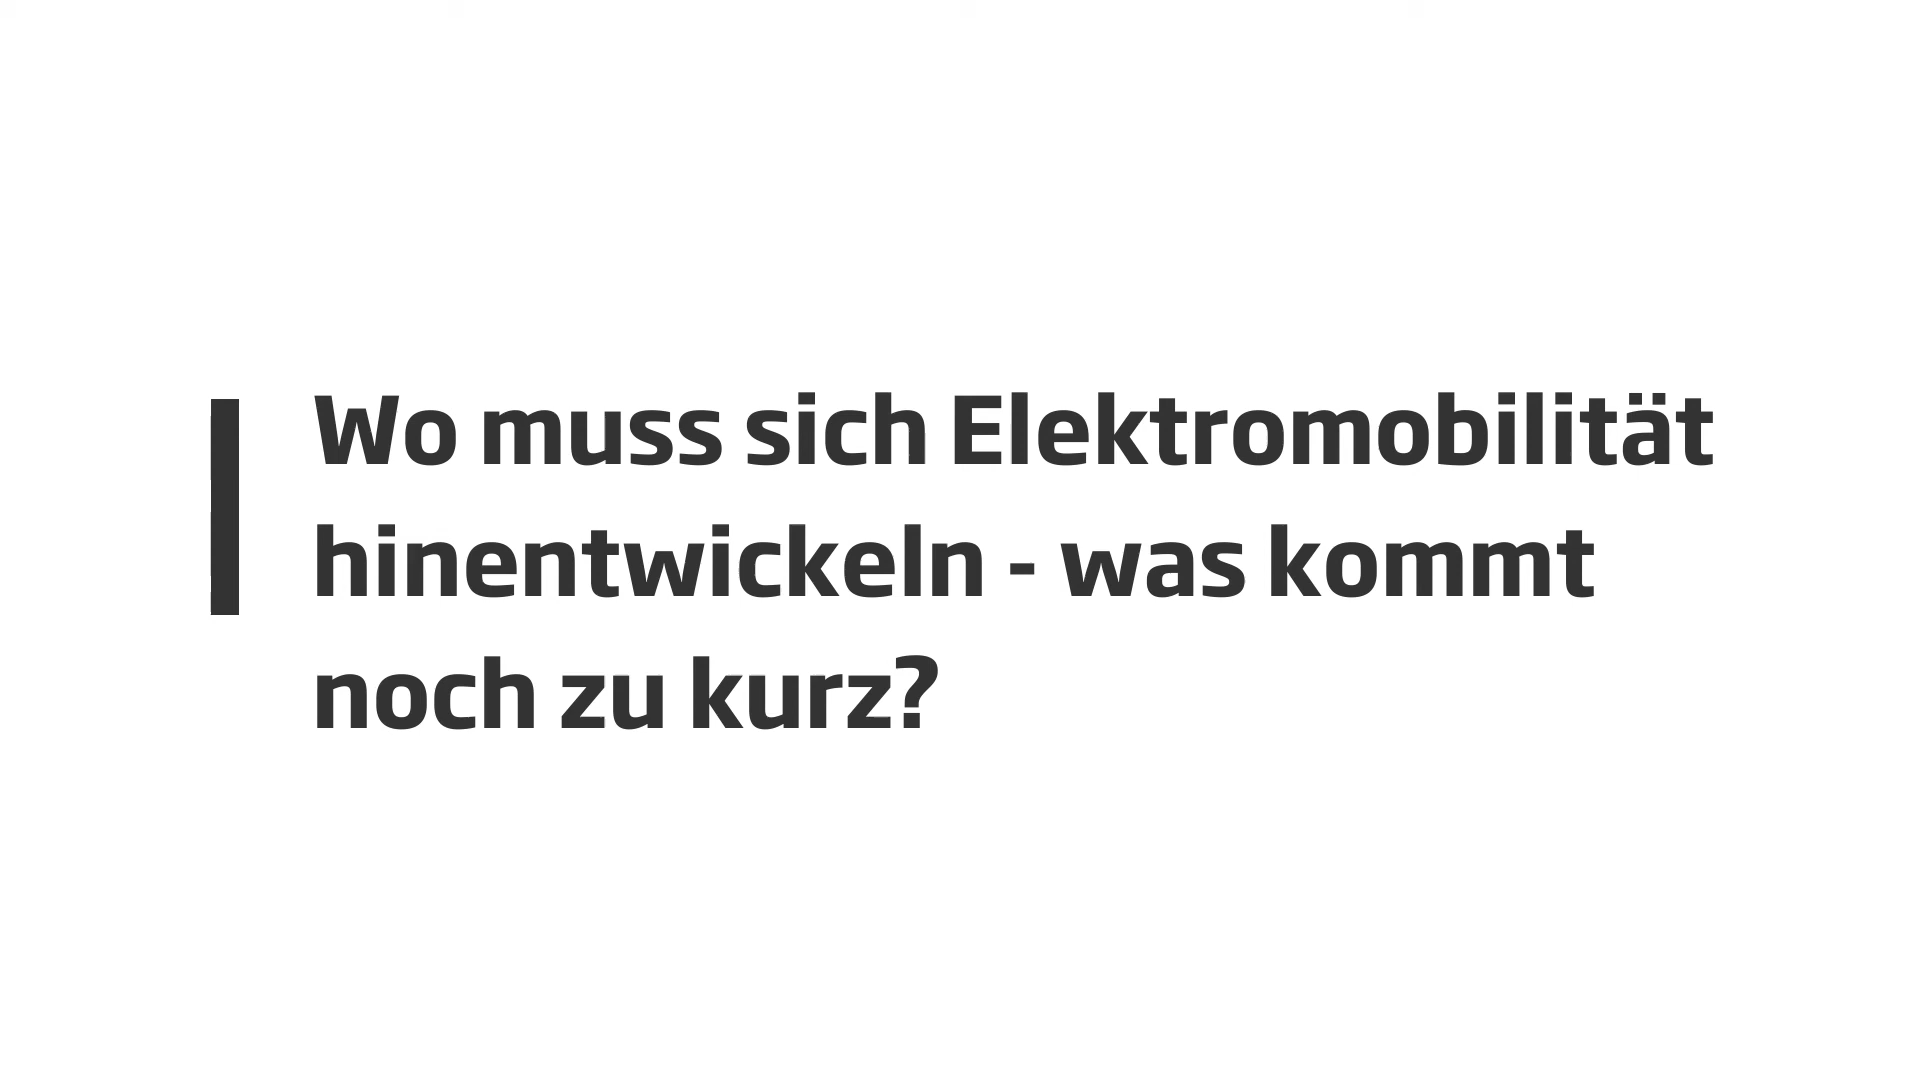 Wo muss sich Elektromobilität
hinentwickeln - was kommt
noch zu kurz?